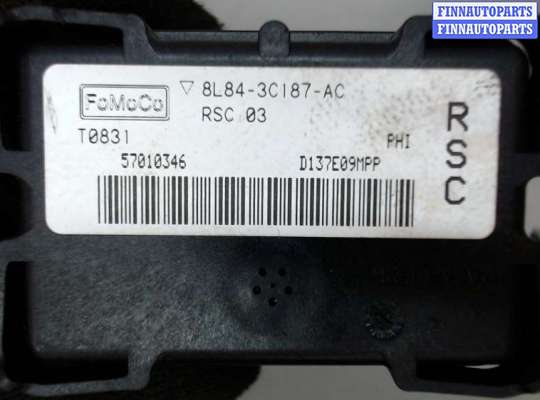 FINNAUTOPARTS
FINNAUTOPARTS
FoMoCo
▽ 8L84-3C187-AC
RSC 03
T0831
PHI
57010346
D137E09MPP
RSC